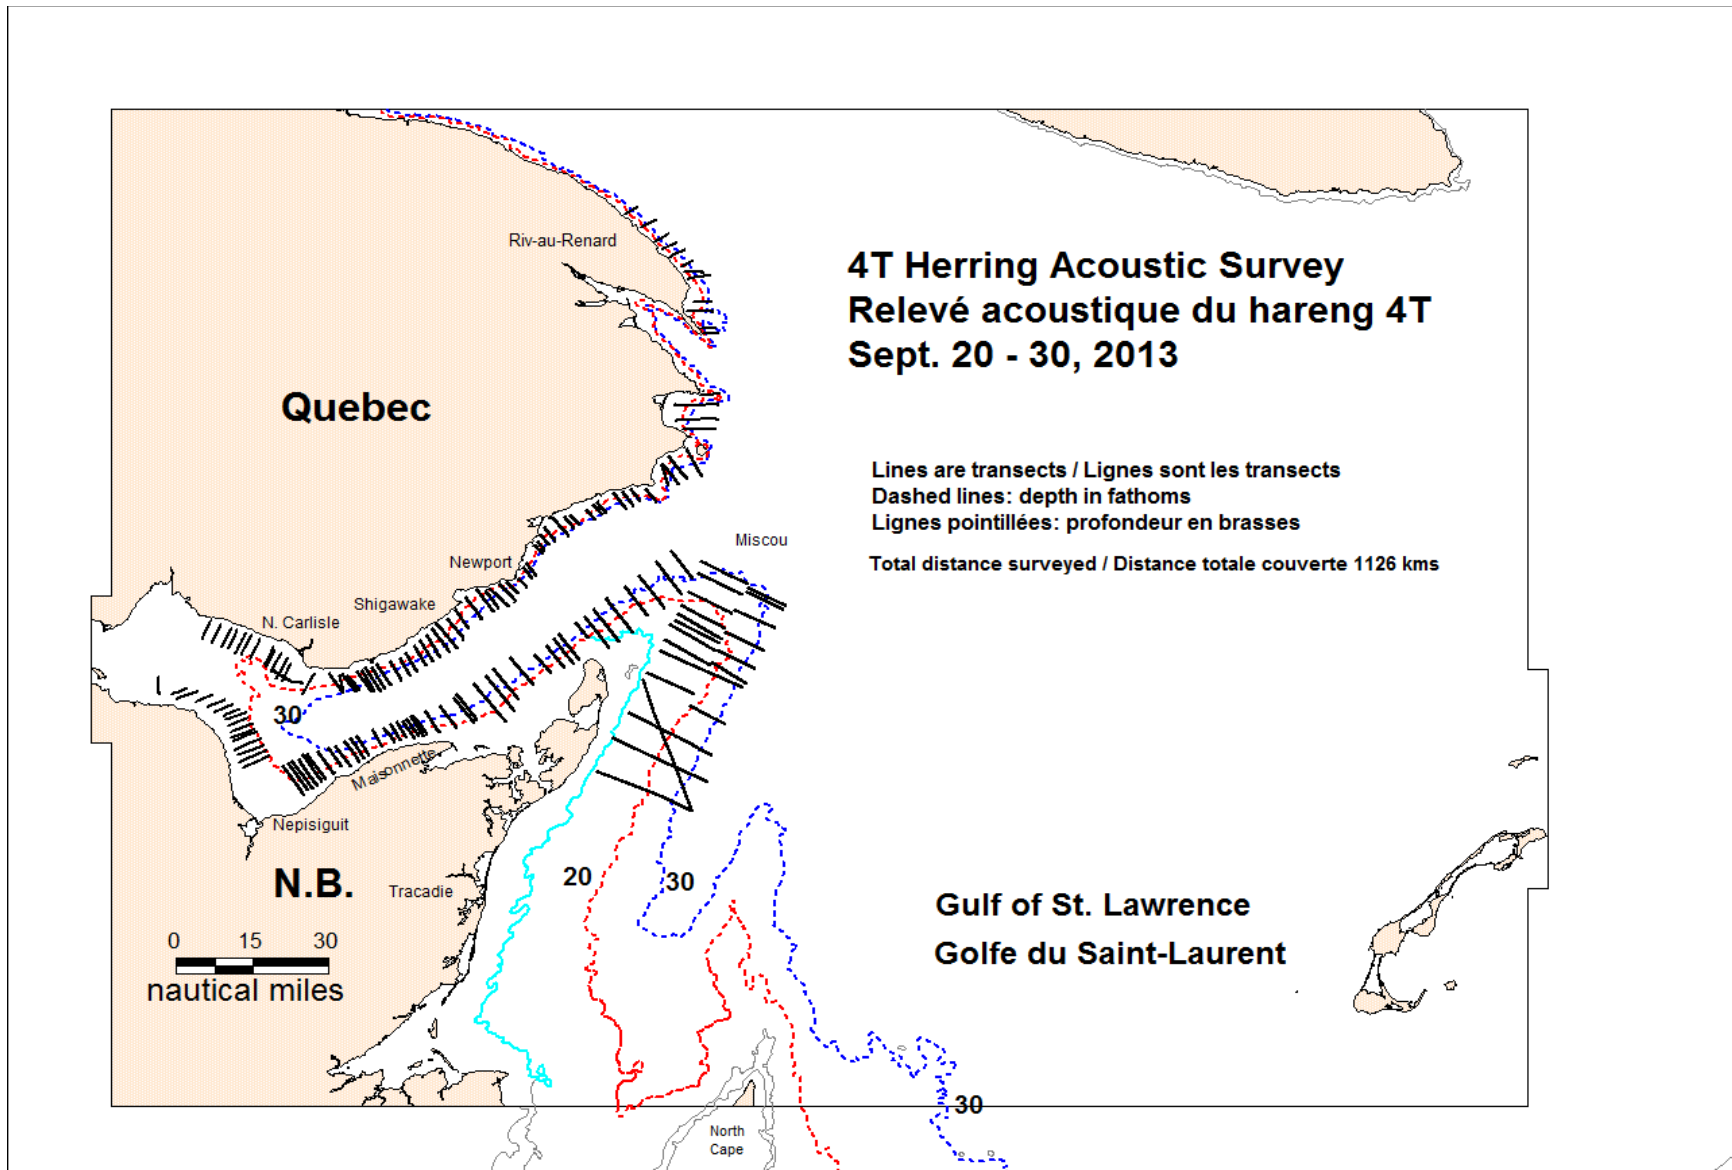 Riv-au-Renard
4T Herring Acoustic Survey
Relevé acoustique du hareng 4T
Sept. 20 - 30, 2013
Quebec
Lines are transects / Lignes sont les transects
Dashed lines: depth in fathoms
Lignes pointillées: profondeur en brasses
Miscou
Newport
Total distance surveyed / Distance totale couverte 1126 kms
Shigawake
N. Carlisle
30
Maisonnette
Nepisiguit
N.B.
20
30
Tracadie
Gulf of St. Lawrence
Golfe du Saint-Laurent
0 15 30
nautical miles
30
North
Cape